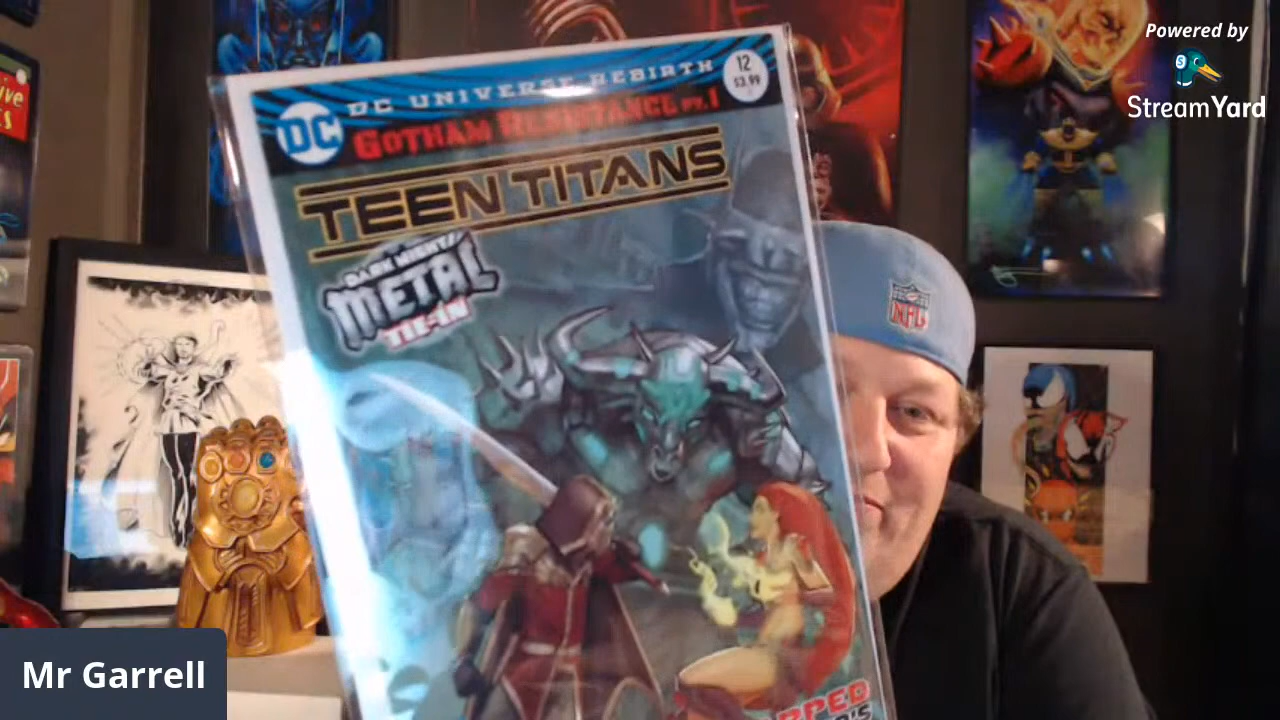 Powered by
StreamYard
DC UNIVERSE REBIRTH
12
$3.99
DC
GOTHAM RESISTANCE PT.1
TEEN TITANS
DARK NIGHTS
METAL
TIE-IN
NFL
Mr Garrell